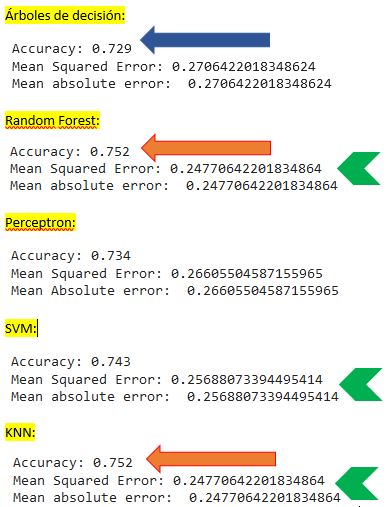 Árboles de decisión:
Accuracy: 0.729
Mean Squared Error: 0.2706422018348624
Mean absolute error:  0.2706422018348624
Random Forest:
Accuracy: 0.752
Mean Squared Error: 0.24770642201834864
Mean absolute error:  0.24770642201834864
Perceptron:
Accuracy: 0.734
Mean Squared Error: 0.26605504587155965
Mean Absolute error:  0.26605504587155965
SVM:
Accuracy: 0.743
Mean Squared Error: 0.25688073394495414
Mean absolute error:  0.25688073394495414
KNN:
Accuracy: 0.752
Mean Squared Error: 0.24770642201834864
Mean absolute error:  0.24770642201834864